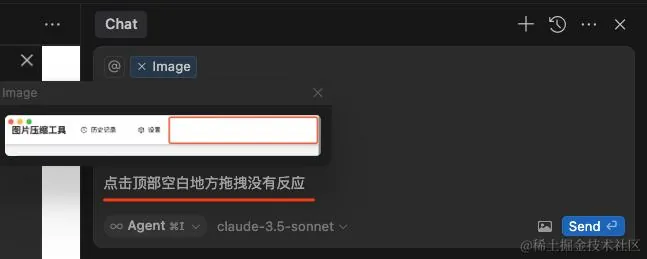 Chat
@ × Image
Image
图片压缩工具 历史记录 设置
点击顶部空白地方拖拽没有反应
∞ Agent ⌘I claude-3.5-sonnet Send
@稀土掘金技术社区